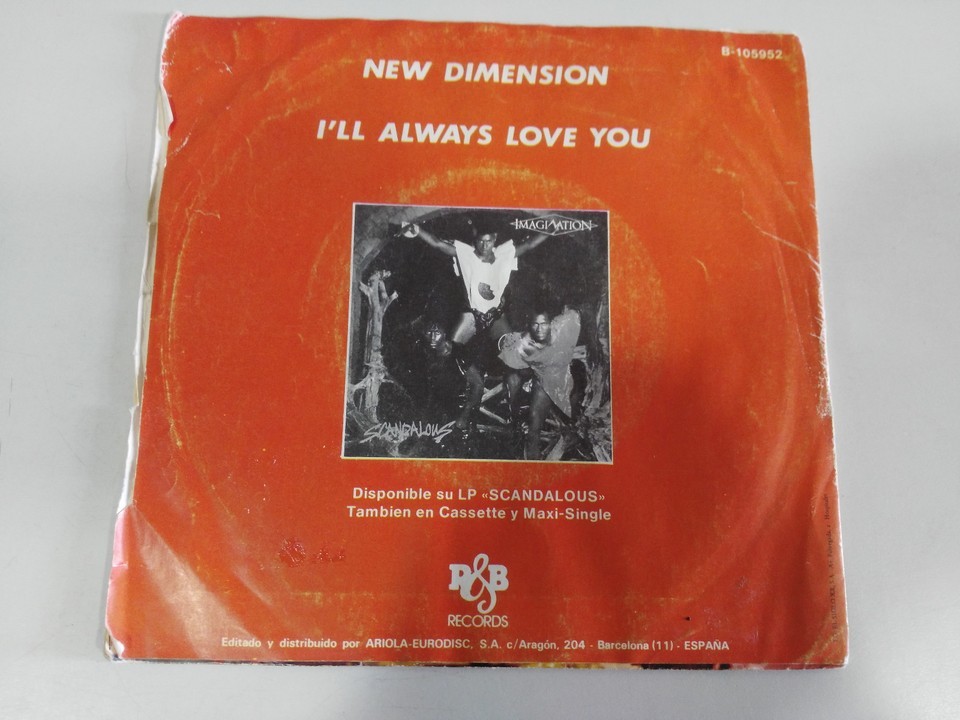 B-105952
NEW DIMENSION
I'LL ALWAYS LOVE YOU
IMAGINATION
SCANDALOUS
Disponible su LP «SCANDALOUS»
Tambien en Cassette y Maxi-Single
R&B
RECORDS
Editado y distribuido por ARIOLA-EURODISC, S.A. c/Aragón, 204 - Barcelona (11) - ESPAÑA